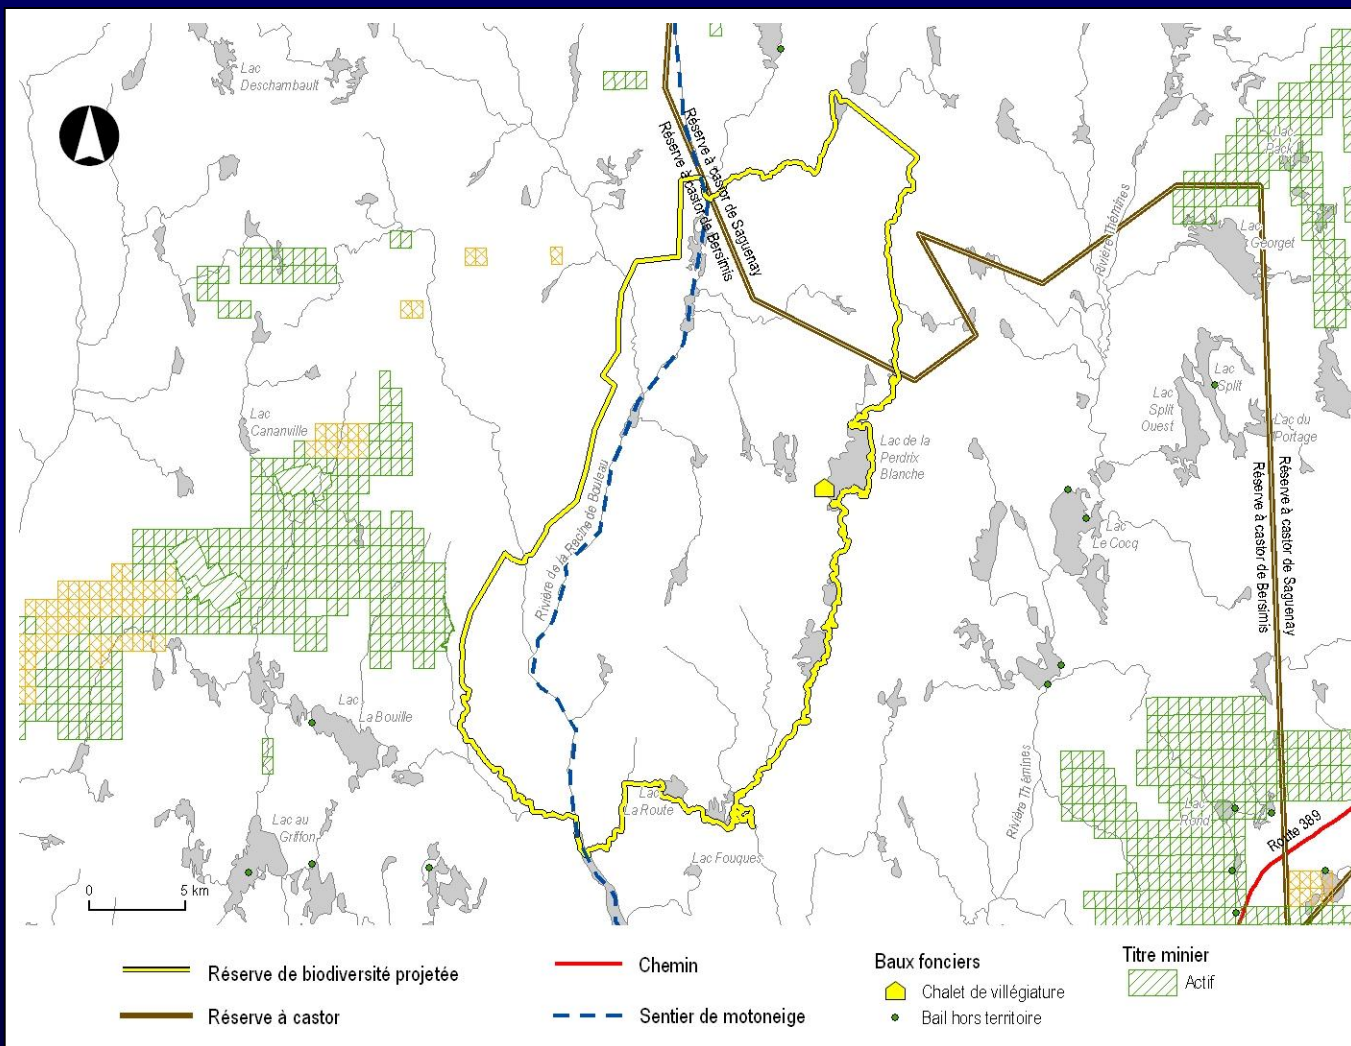 Lac
Deschambault
Réserve à castor de Saguenay
Réserve à castor de Bersimis
Lac
Pack
Rivière Thémines
Lac
Georget
Lac
Cananville
Lac
Split
Lac
Split
Ouest
Lac du
Portage
Lac de la
Perdrix
Blanche
Réserve à castor de Saguenay
Réserve à castor de Bersimis
Rivière de la Racine de Bouleau
Lac
Le Cocq
Lac
La Bouille
Rivière Thémines
Lac
La Route
Lac au
Griffon
Lac
Rond
Route 389
Lac Fouques
0 5 km
Réserve de biodiversité projetée
Réserve à castor
Chemin
Sentier de motoneige
Baux fonciers
Chalet de villégiature
Bail hors territoire
Titre minier
Actif